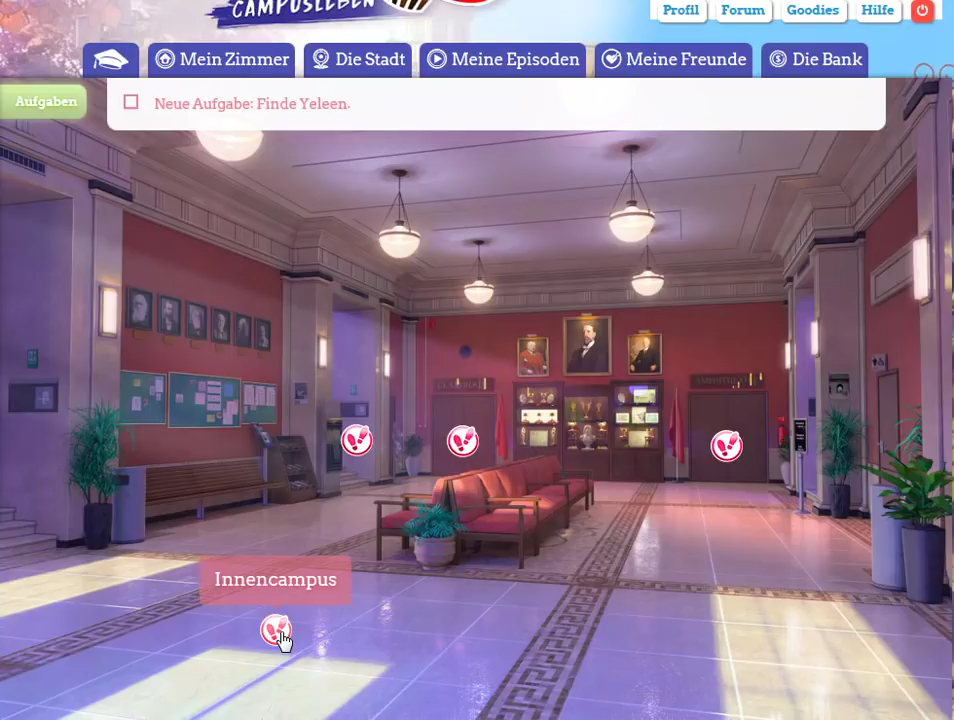 CAMPUSLEBEN
Profil
Forum
Goodies
Hilfe
Mein Zimmer
Die Stadt
Meine Episoden
Meine Freunde
Die Bank
Aufgaben
Neue Aufgabe: Finde Yeleen.
Innencampus